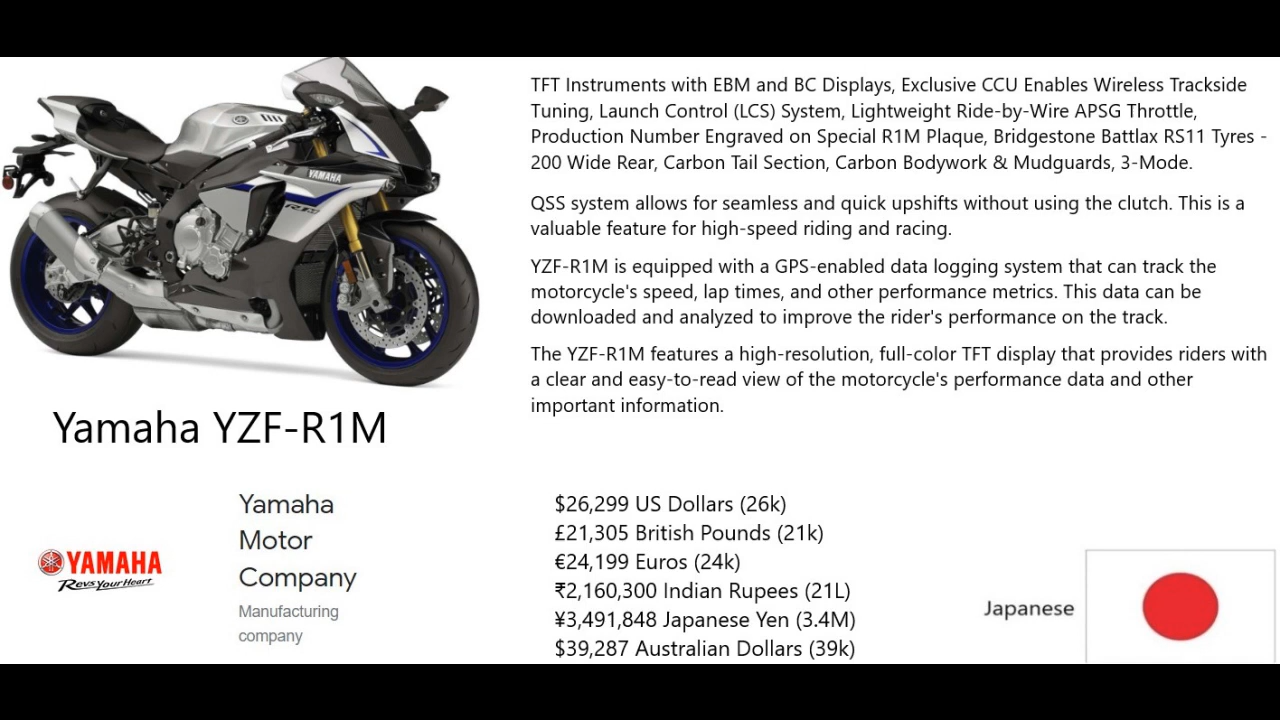 TFT Instruments with EBM and BC Displays, Exclusive CCU Enables Wireless Trackside
Tuning, Launch Control (LCS) System, Lightweight Ride-by-Wire APSG Throttle,
Production Number Engraved on Special R1M Plaque, Bridgestone Battlax RS11 Tyres -
200 Wide Rear, Carbon Tail Section, Carbon Bodywork & Mudguards, 3-Mode.
QSS system allows for seamless and quick upshifts without using the clutch. This is a
valuable feature for high-speed riding and racing.
YZF-R1M is equipped with a GPS-enabled data logging system that can track the
motorcycle's speed, lap times, and other performance metrics. This data can be
downloaded and analyzed to improve the rider's performance on the track.
The YZF-R1M features a high-resolution, full-color TFT display that provides riders with
a clear and easy-to-read view of the motorcycle's performance data and other
important information.
YAMAHA
Yamaha YZF-R1M
YAMAHA
Revs Your Heart
Yamaha
Motor
Company
Manufacturing
company
$26,299 US Dollars (26k)
£21,305 British Pounds (21k)
€24,199 Euros (24k)
₹2,160,300 Indian Rupees (21L)
¥3,491,848 Japanese Yen (3.4M)
$39,287 Australian Dollars (39k)
Japanese